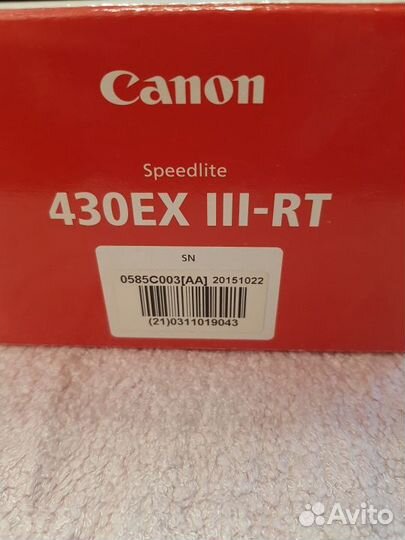 Canon
Speedlite
430EX III-RT
SN
0585C003[AA] 20151022
(21)0311019043
Avito